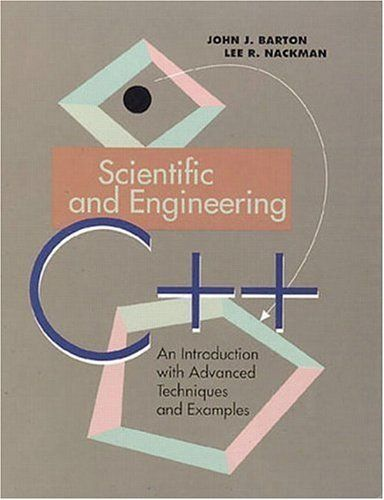 JOHN J. BARTON
LEE R. NACKMAN
Scientific
and Engineering
C++
An Introduction
with Advanced
Techniques
and Examples